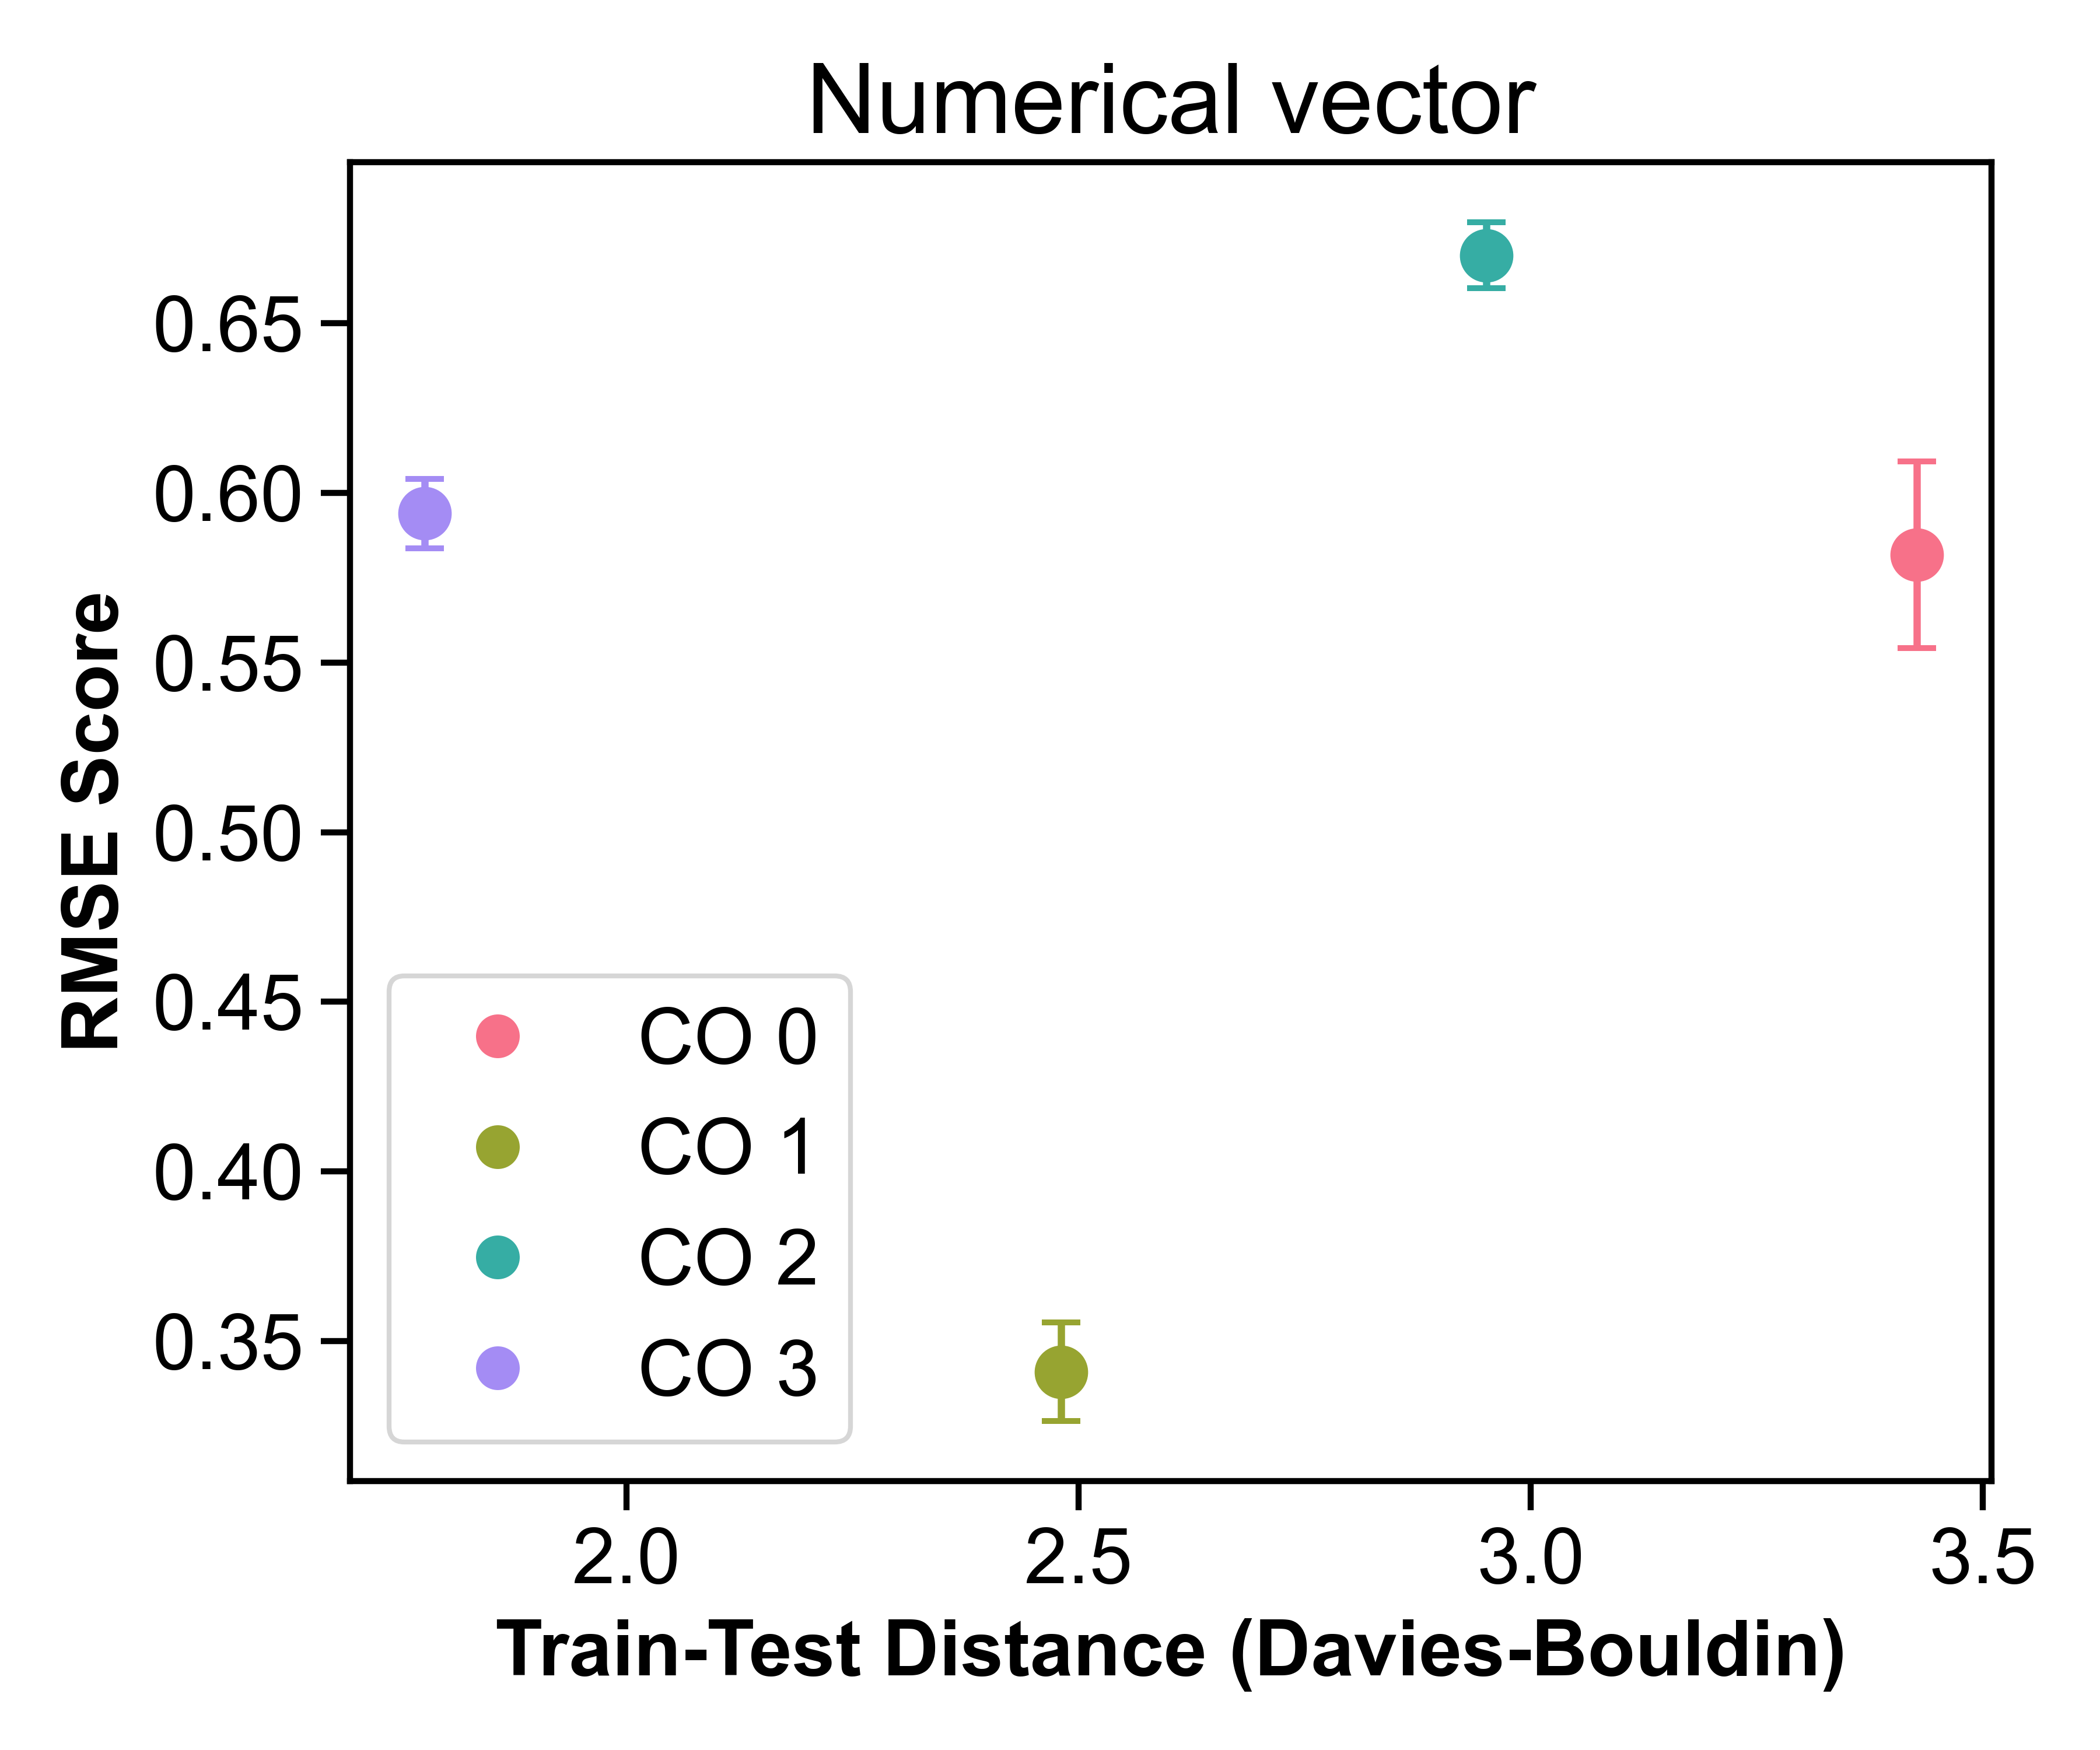 Numerical vector
RMSE Score
0.65
0.60
0.55
0.50
0.45
0.40
0.35
CO 0
CO 1
CO 2
CO 3
2.0 2.5 3.0 3.5
Train-Test Distance (Davies-Bouldin)